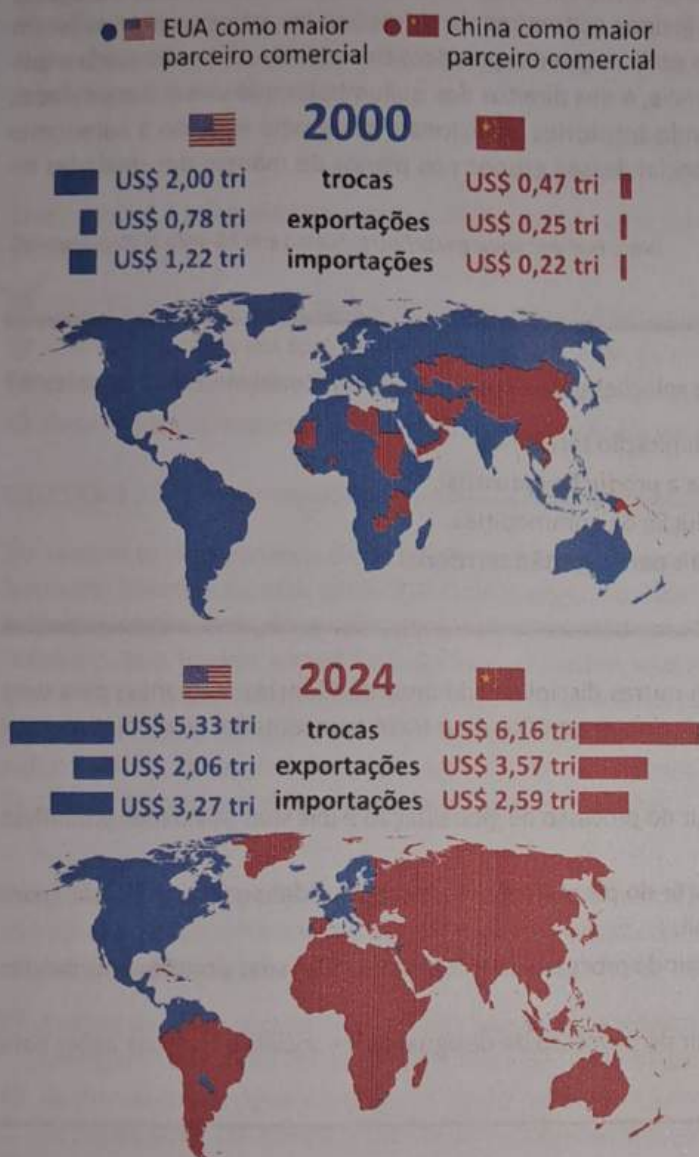 EUA como maior parceiro comercial
China como maior parceiro comercial
2000
US$ 2,00 tri trocas US$ 0,47 tri
US$ 0,78 tri exportações US$ 0,25 tri
US$ 1,22 tri importações US$ 0,22 tri
2024
US$ 5,33 tri trocas US$ 6,16 tri
US$ 2,06 tri exportações US$ 3,57 tri
US$ 3,27 tri importações US$ 2,59 tri